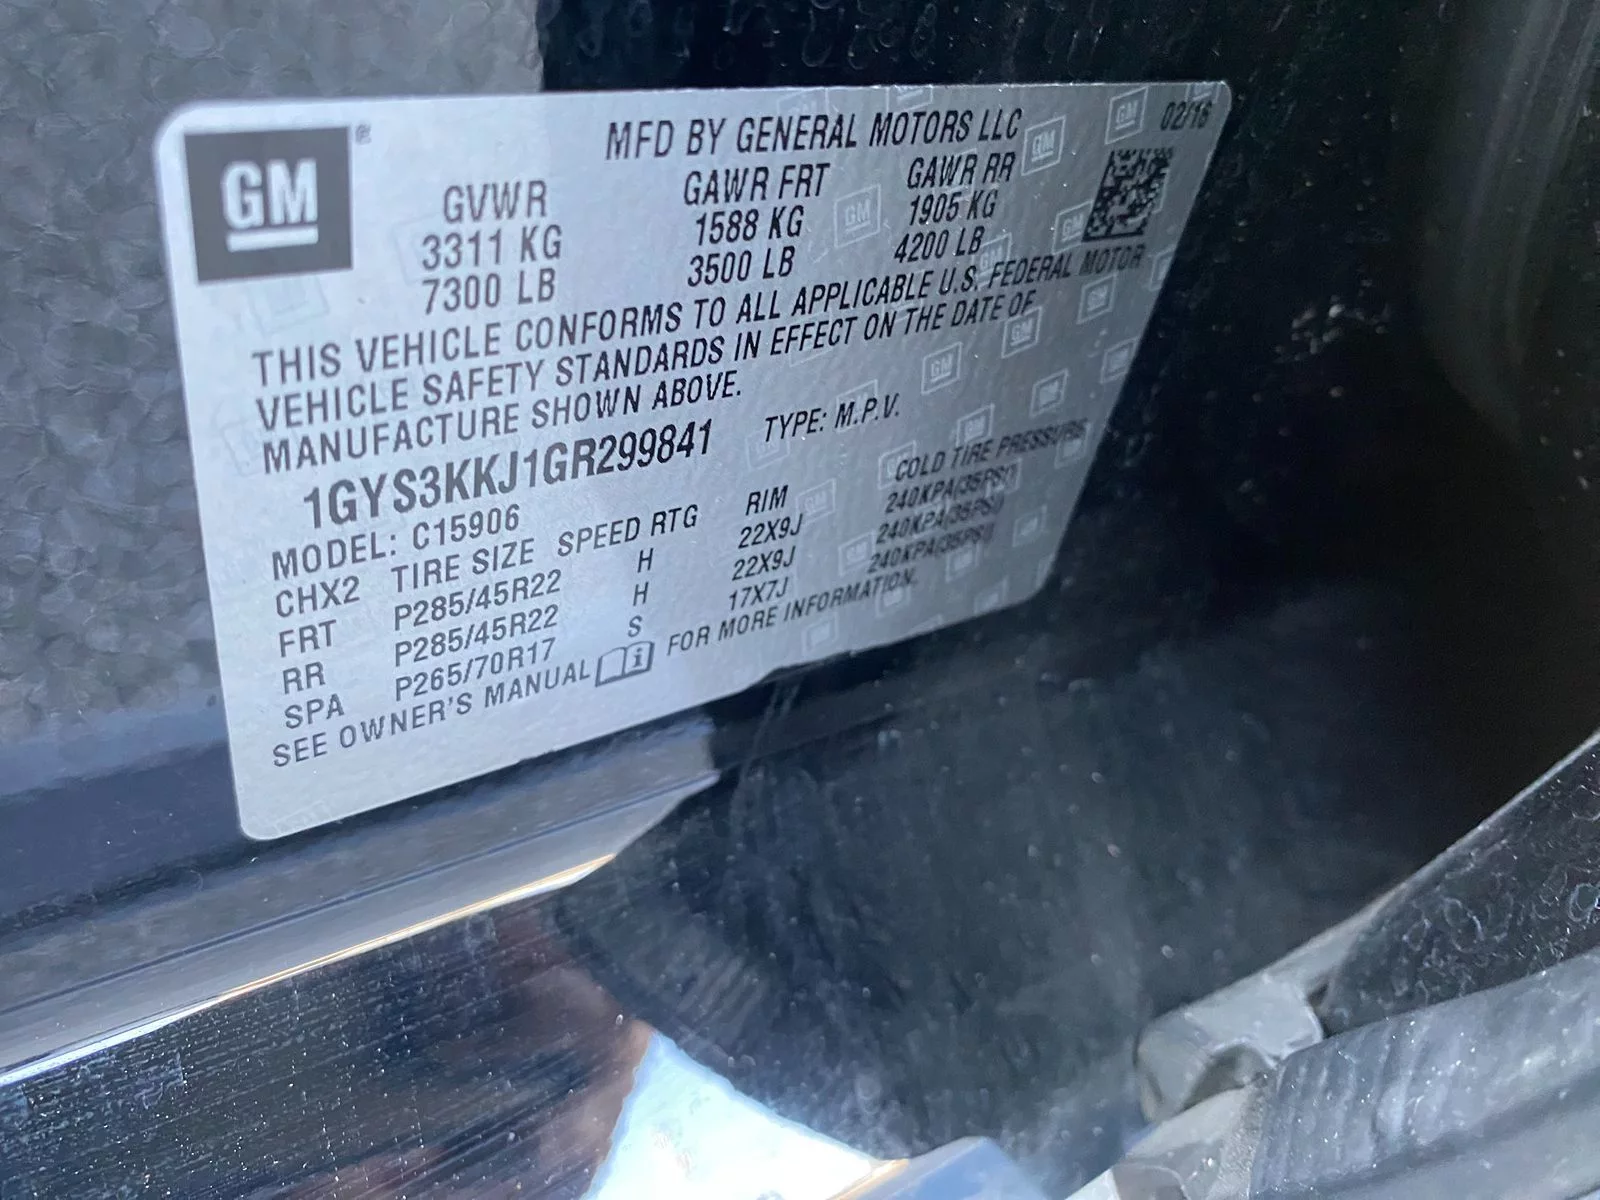 GM
MFD BY GENERAL MOTORS LLC 02/16
GVWR GAWR FRT GAWR RR
3311 KG 1588 KG 1905 KG
7300 LB 3500 LB 4200 LB
THIS VEHICLE CONFORMS TO ALL APPLICABLE U.S. FEDERAL MOTOR
VEHICLE SAFETY STANDARDS IN EFFECT ON THE DATE OF
MANUFACTURE SHOWN ABOVE.
1GYS3KKJ1GR299841 TYPE: M.P.V.
MODEL: C15906
CHX2 TIRE SIZE SPEED RTG RIM COLD TIRE PRESSURE
FRT P285/45R22 H 22X9J 240KPA(35PSI)
RR P285/45R22 H 22X9J 240KPA(35PSI)
SPA P265/70R17 S 17X7J 240KPA(35PSI)
SEE OWNER'S MANUAL FOR MORE INFORMATION.